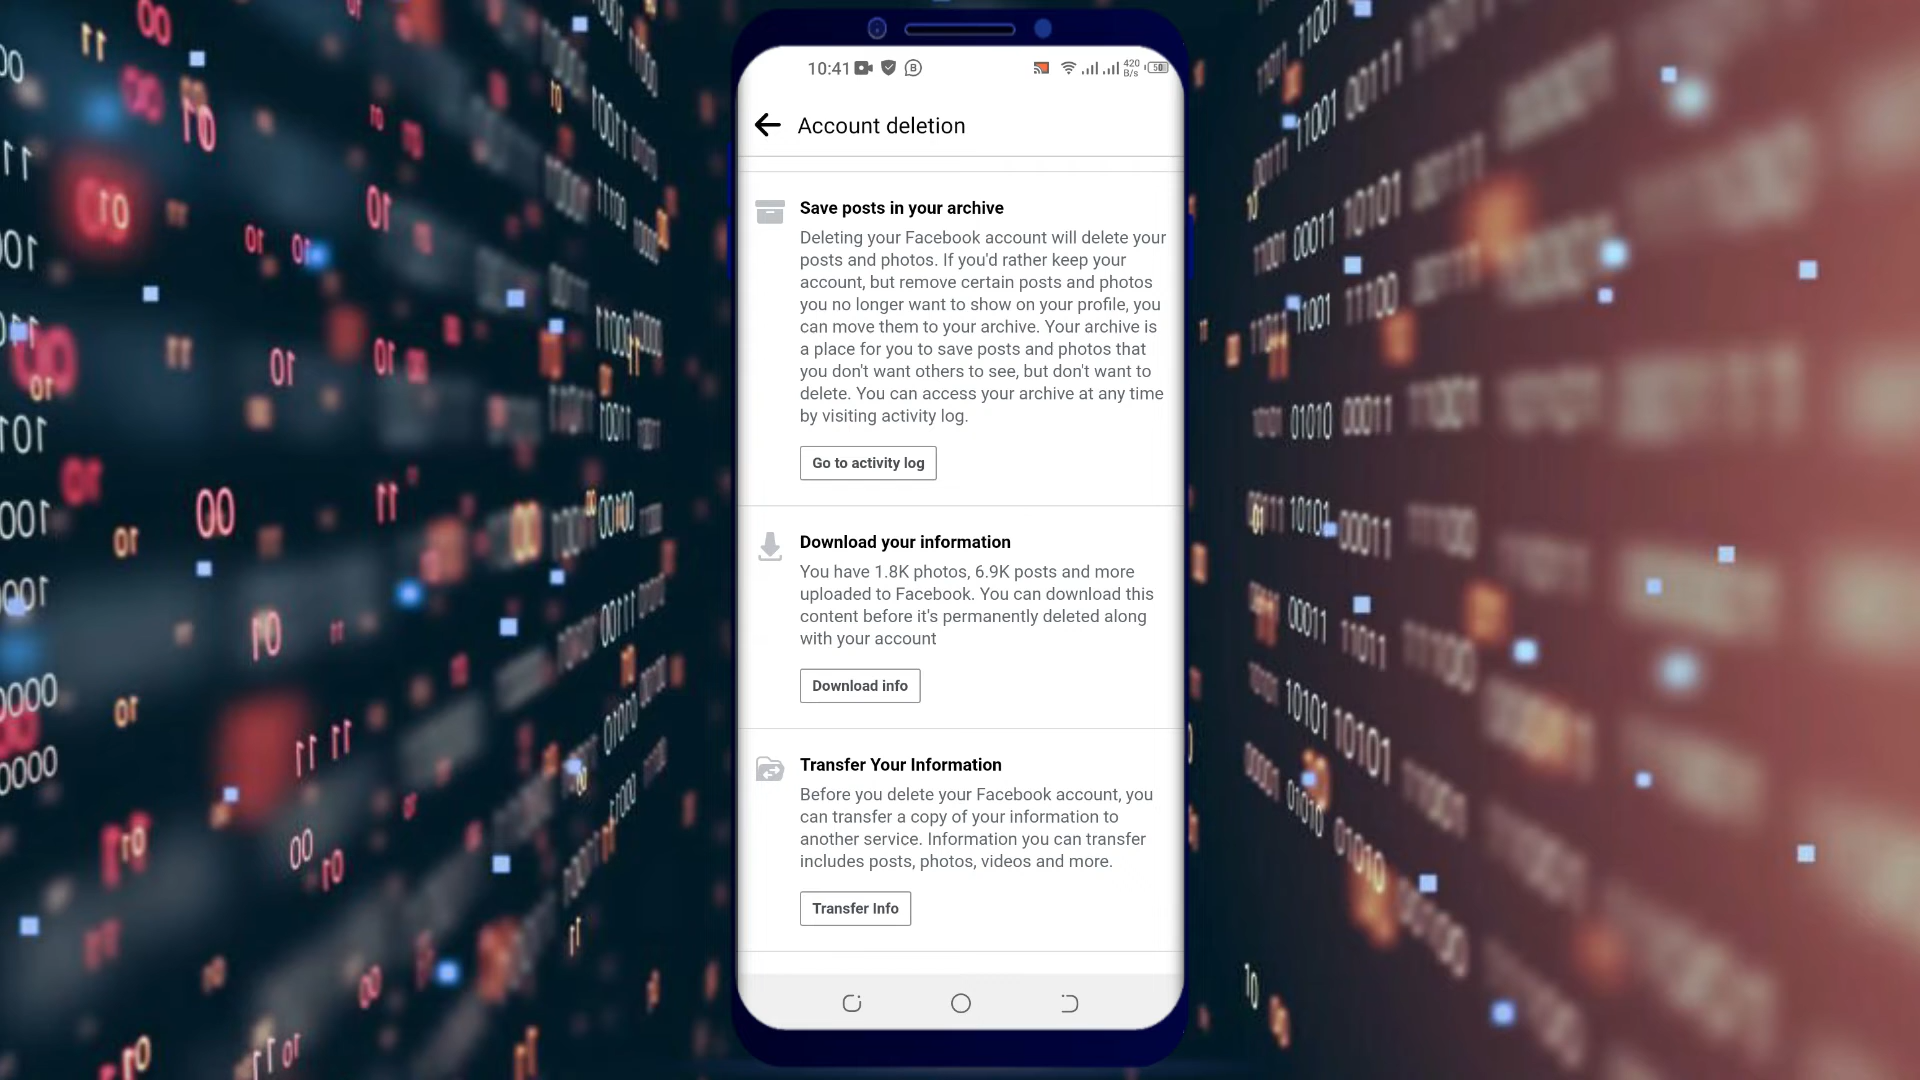 10:41
420
B/s
50
Account deletion
Save posts in your archive
Deleting your Facebook account will delete your
posts and photos. If you'd rather keep your
account, but remove certain posts and photos
you no longer want to show on your profile, you
can move them to your archive. Your archive is
a place for you to save posts and photos that
you don't want others to see, but don't want to
delete. You can access your archive at any time
by visiting activity log.
Go to activity log
Download your information
You have 1.8K photos, 6.9K posts and more
uploaded to Facebook. You can download this
content before it's permanently deleted along
with your account
Download info
Transfer Your Information
Before you delete your Facebook account, you
can transfer a copy of your information to
another service. Information you can transfer
includes posts, photos, videos and more.
Transfer Info